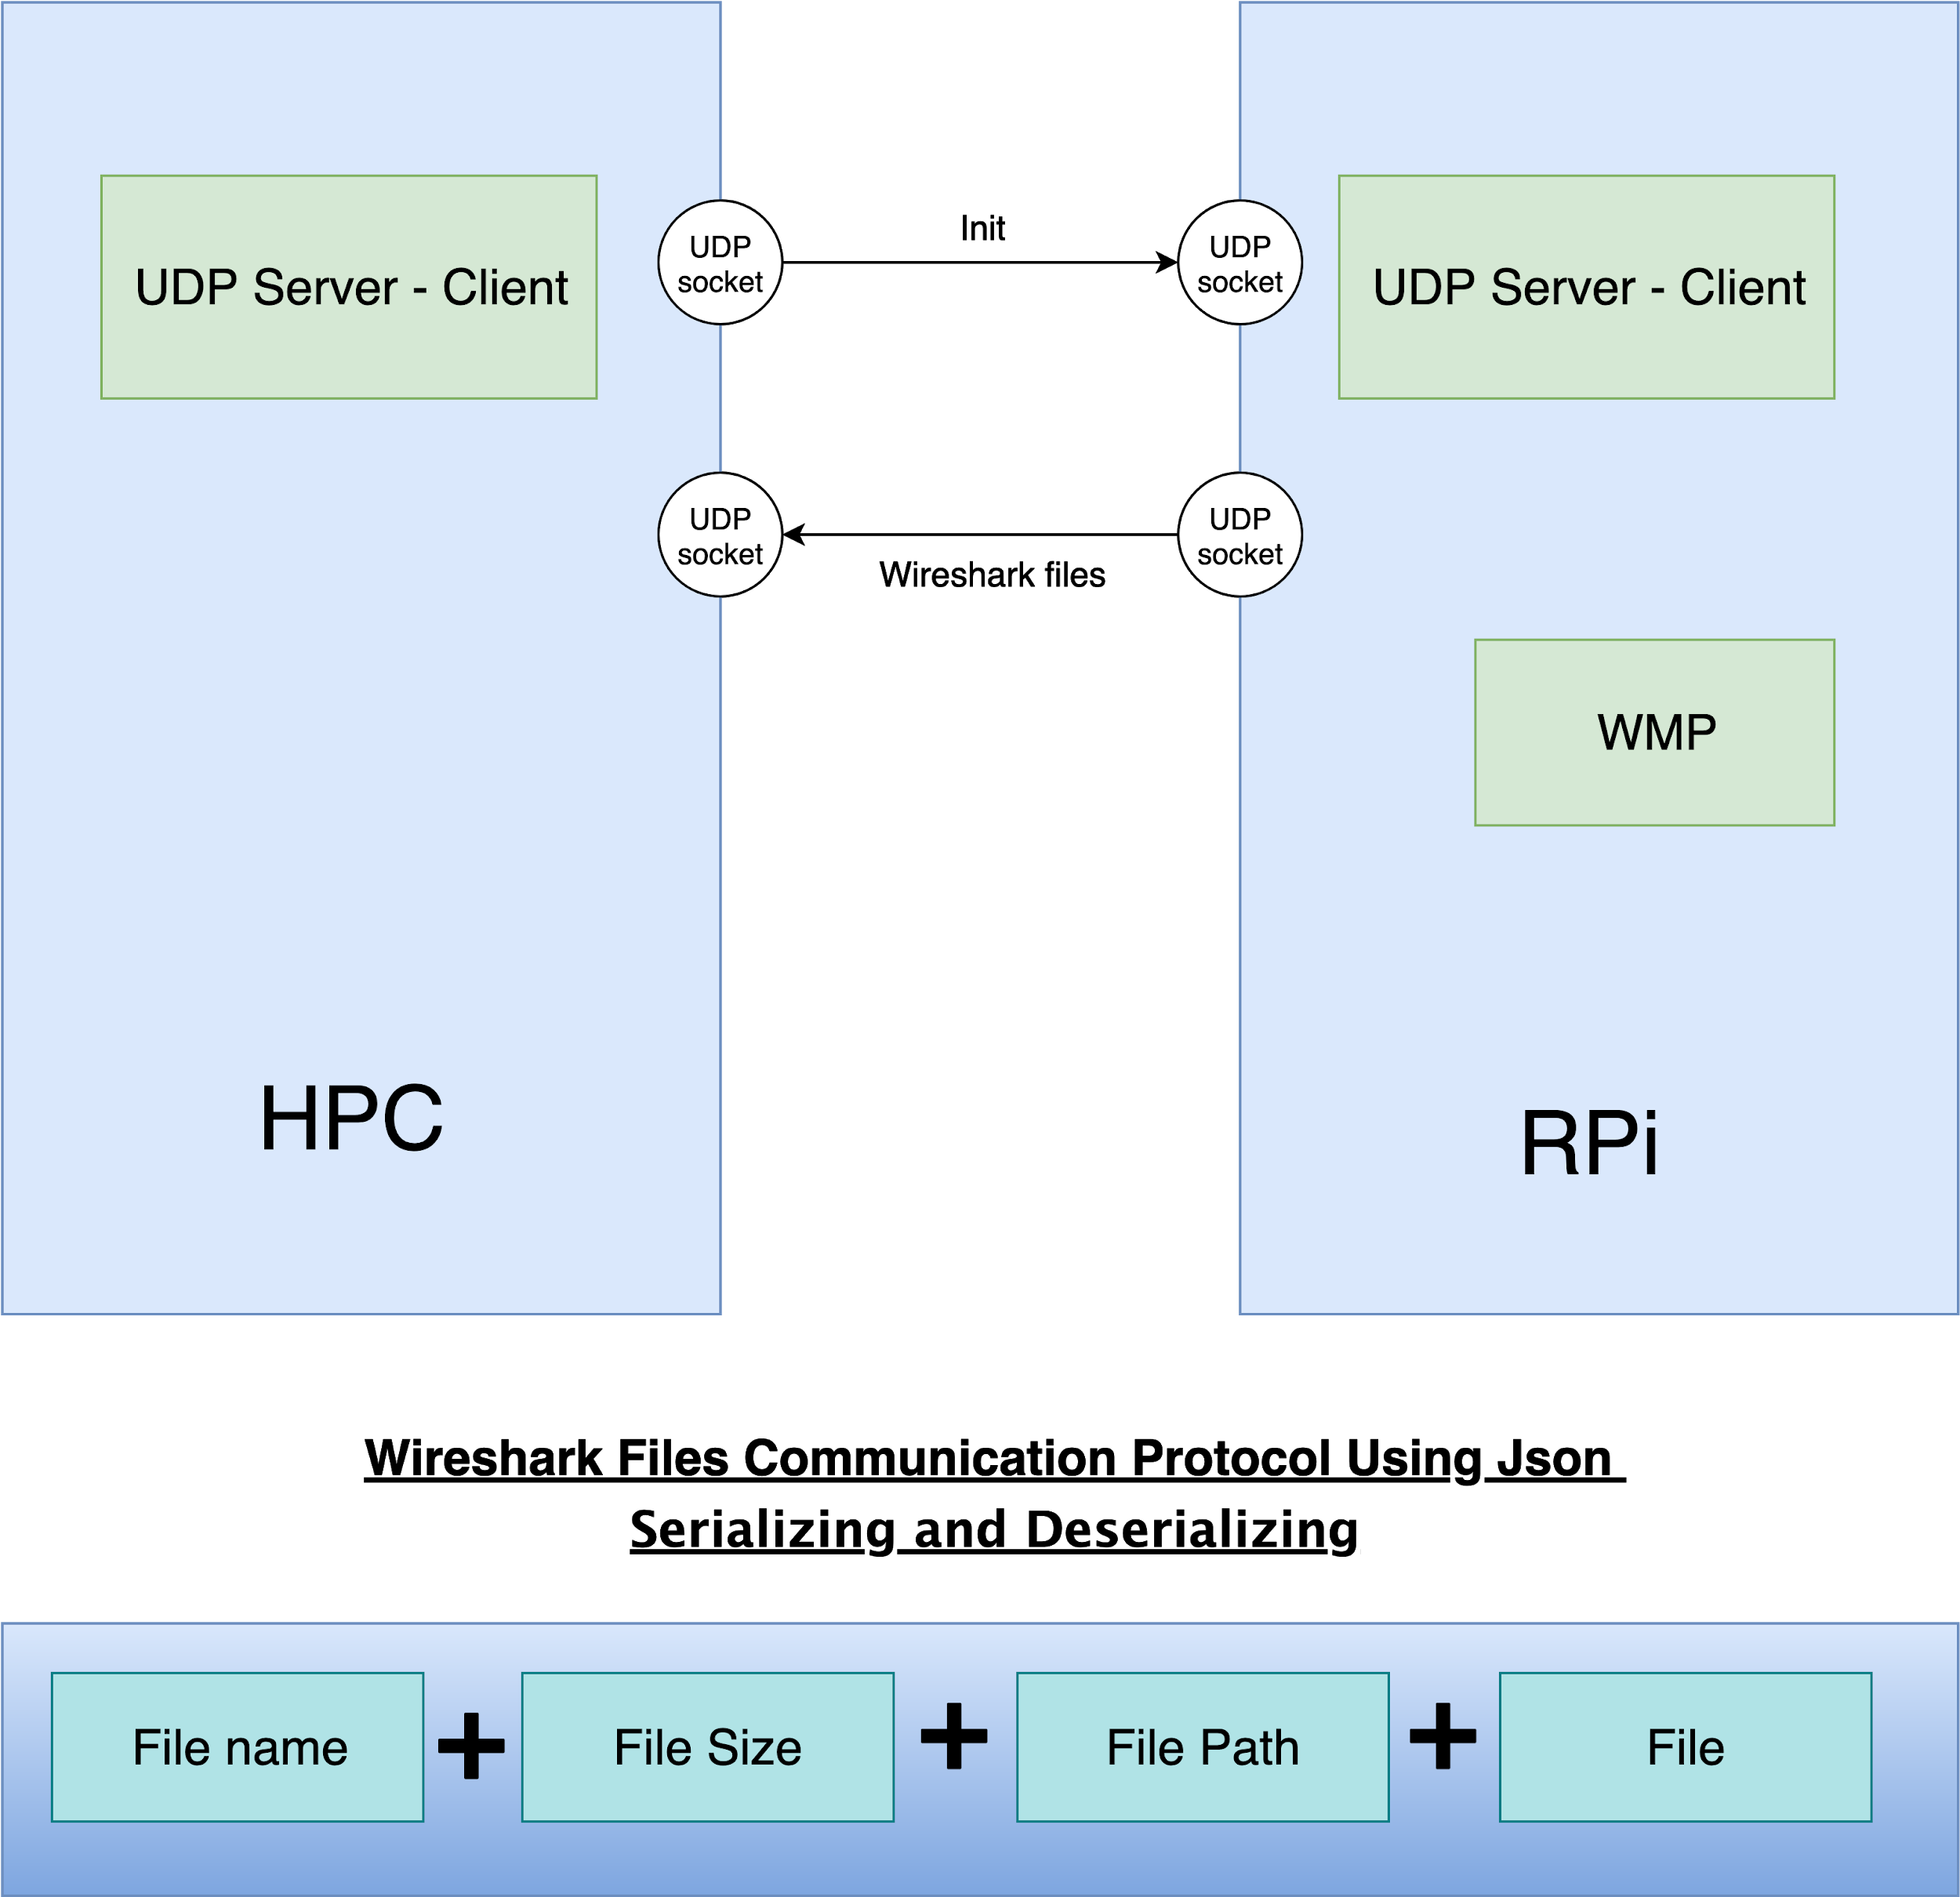 UDP Server - Client
UDP
socket
Init
UDP
socket
UDP Server - Client
UDP
socket
Wireshark files
UDP
socket
WMP
HPC
RPi
Wireshark Files Communication Protocol Using Json
Serializing and Deserializing
File name
+
File Size
+
File Path
+
File